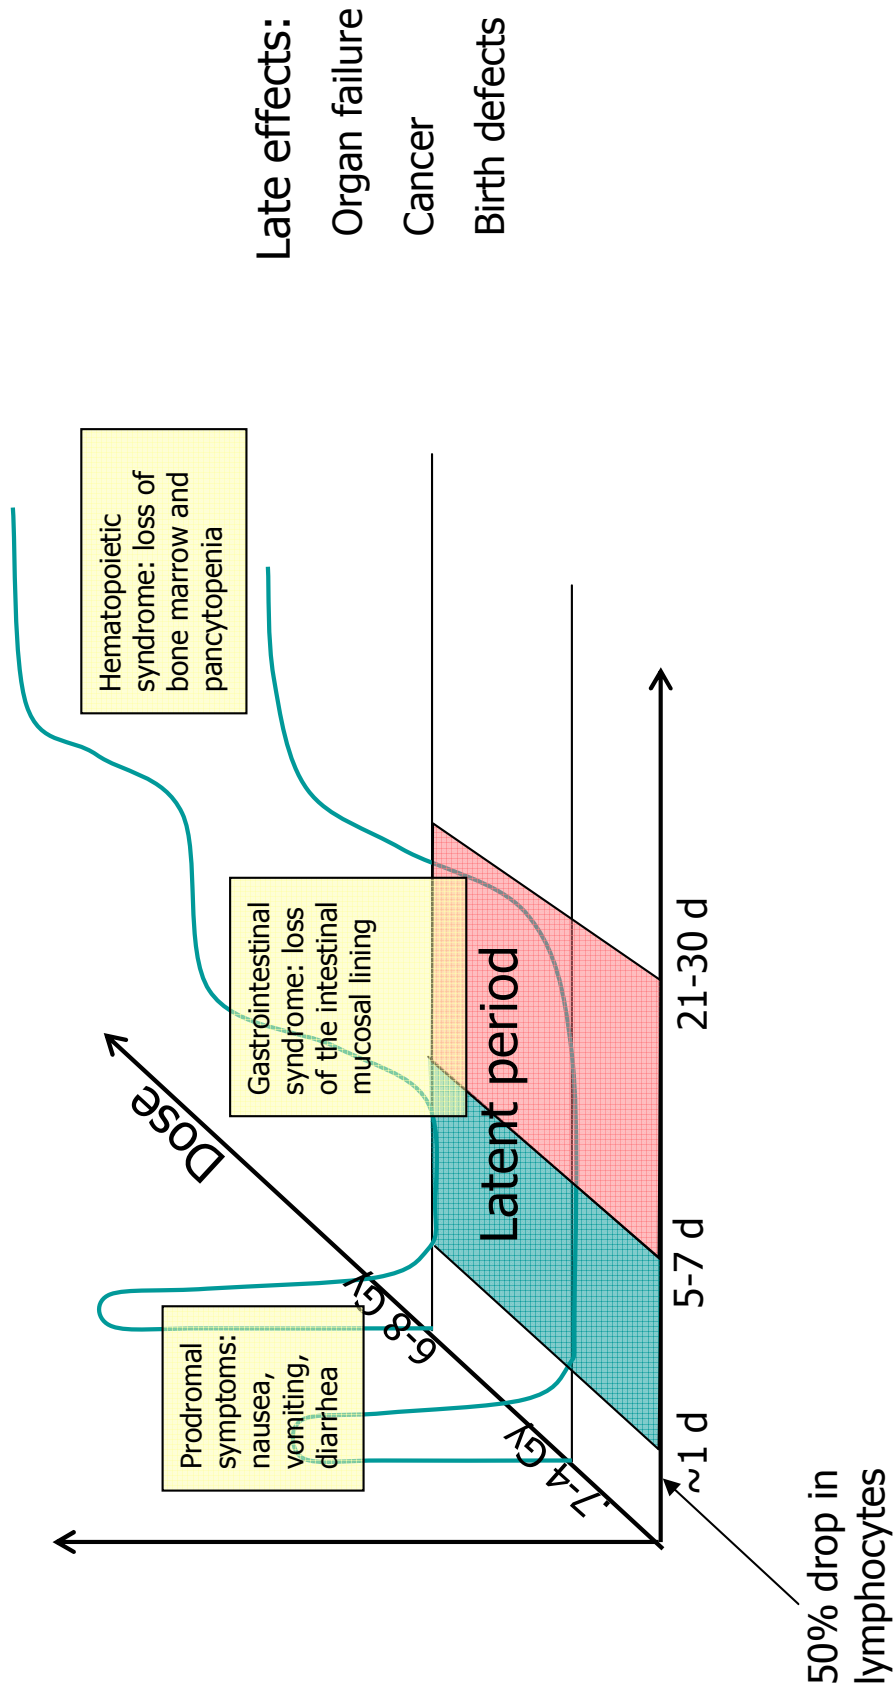 Late effects:
Organ failure
Cancer
Birth defects
Hematopoietic
syndrome: loss of
bone marrow and
pancytopenia
Gastrointestinal
syndrome: loss
of the intestinal
mucosal lining
Prodromal
symptoms:
nausea,
vomiting,
diarrhea
Dose
6-8 Gy
.7-4 Gy
Latent period
~1 d
5-7 d
21-30 d
50% drop in
lymphocytes